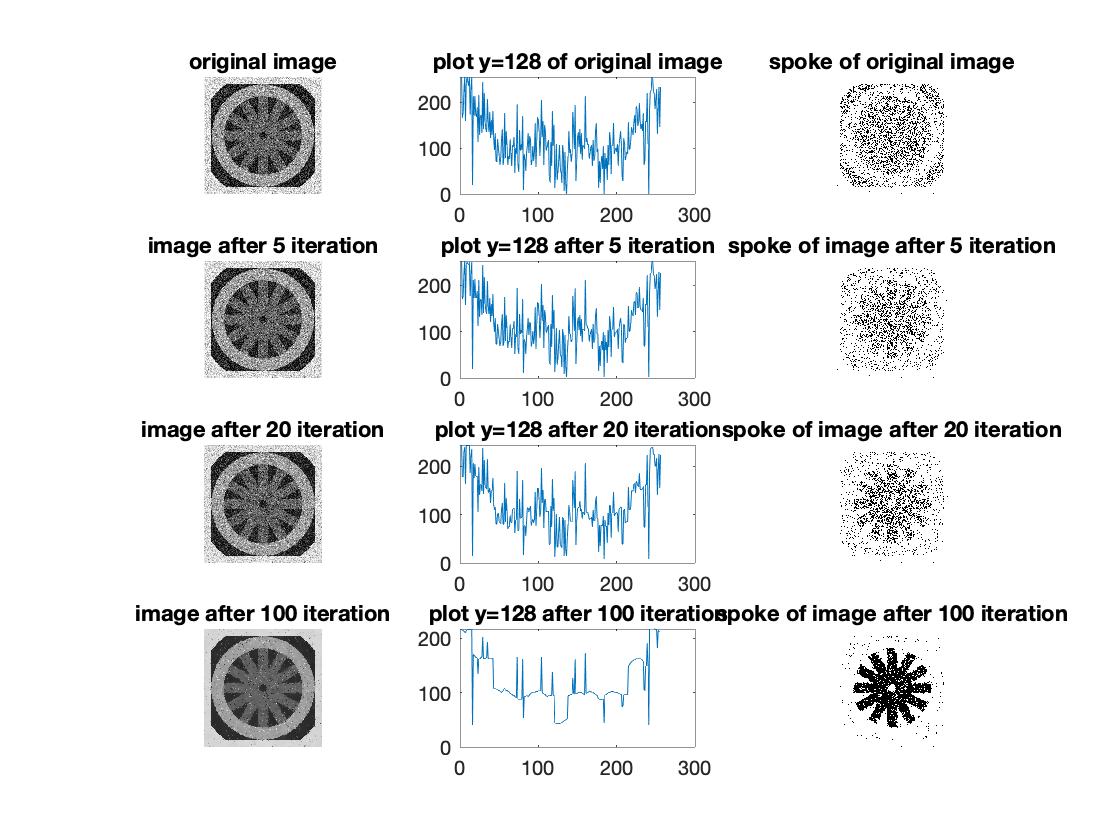 original image
plot y=128 of original image
spoke of original image
200
100
0
0 100 200 300
image after 5 iteration
plot y=128 after 5 iteration
spoke of image after 5 iteration
200
100
0
0 100 200 300
image after 20 iteration
plot y=128 after 20 iteration
spoke of image after 20 iteration
200
100
0
0 100 200 300
image after 100 iteration
plot y=128 after 100 iteration
spoke of image after 100 iteration
200
100
0
0 100 200 300